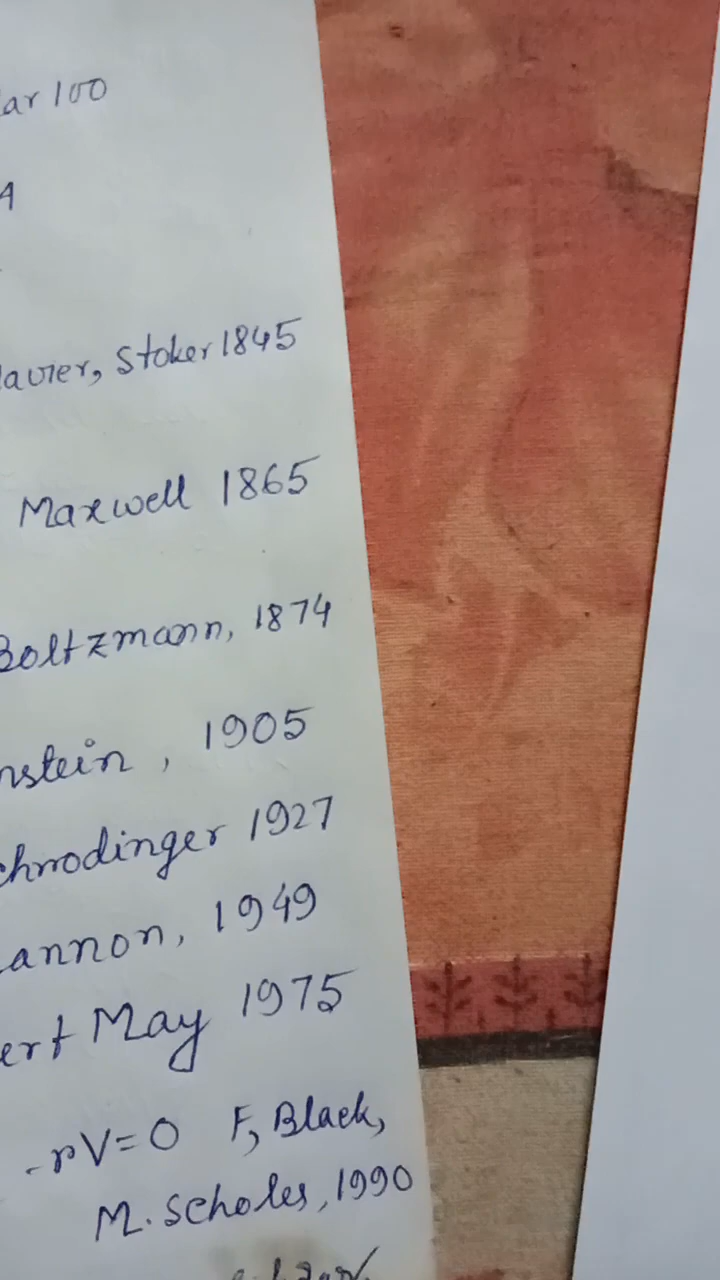 ar 100
A
avier, Stoker 1845
Maxwell 1865
Boltzmann, 1874
nstein, 1905
chrodinger 1927
annon, 1949
ert May 1975
-rV=0 F, Black,
M. Scholes, 1990